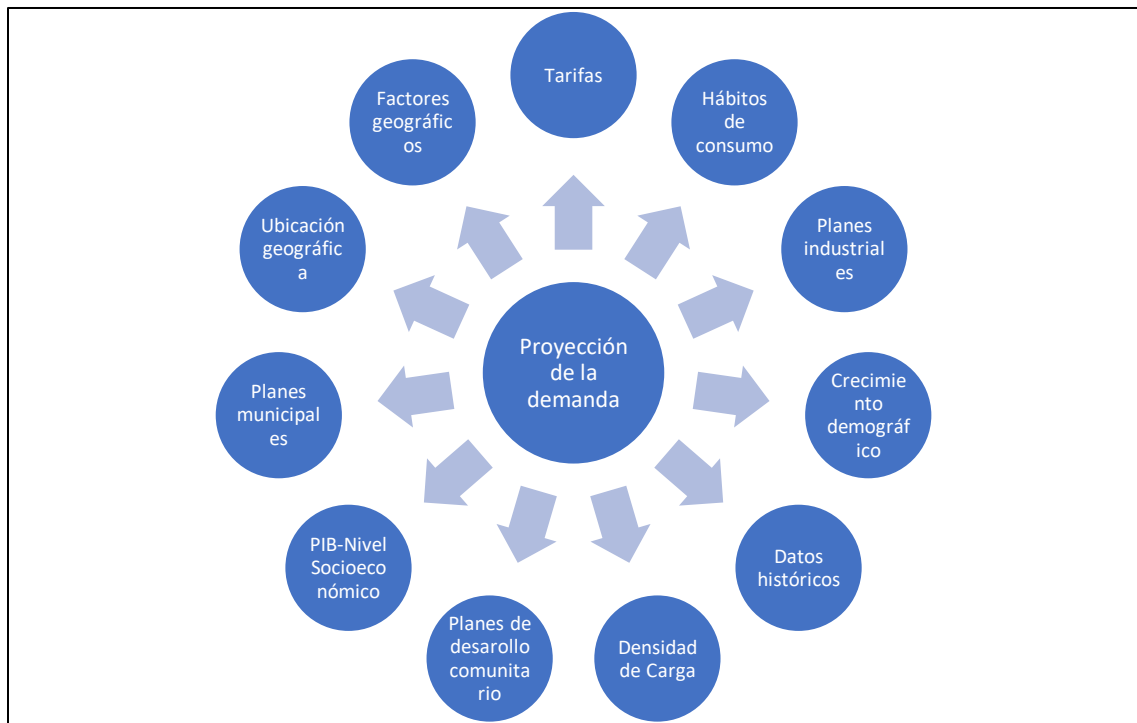 Tarifas
Hábitos
de
consumo
Planes
industrial
es
Crecimie
nto
demográf
ico
Datos
históricos
Densidad
de Carga
Planes de
desarollo
comunita
rio
PIB-Nivel
Socioeco
nómico
Planes
municipal
es
Ubicación
geográfic
a
Factores
geográfic
os
Proyección
de la
demanda